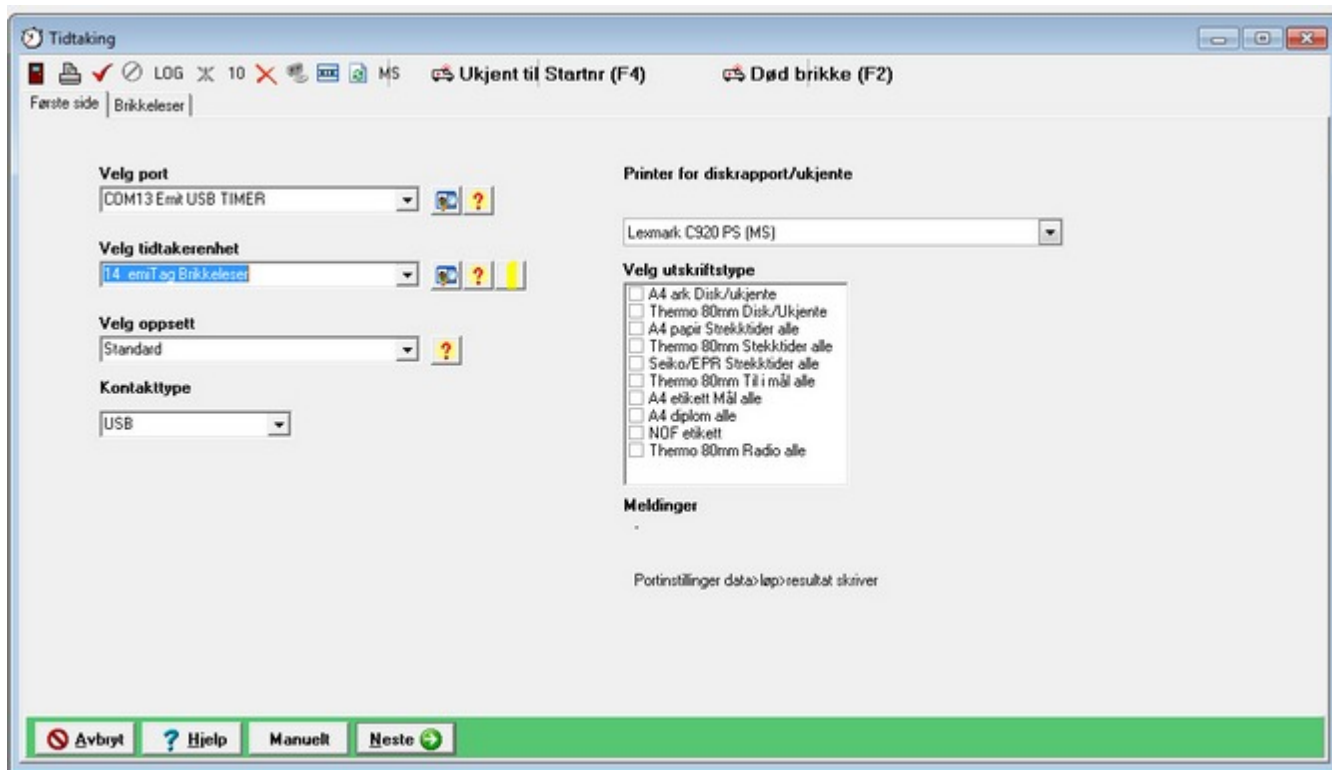 Tidtaking
LOG 10 MS Ukjent til Startnr (F4) Død brikke (F2)
Første side Brikkeleser
Velg port
COM13 Emit USB TIMER
Velg tidtakerenhet
14 emiTag Brikkeleser
Velg oppsett
Standard
Kontakttype
USB
Printer for diskrapport/ukjente
Lexmark C920 PS (MS)
Velg utskriftstype
A4 ark Disk/ukjente
Thermo 80mm Disk/Ukjente
A4 papir Strekktider alle
Thermo 80mm Stekktider alle
Seiko/EPR Strekktider alle
Thermo 80mm Til i mål alle
A4 etikett Mål alle
A4 diplom alle
NOF etikett
Thermo 80mm Radio alle
Meldinger
Portinstillinger data>løp>resultat skriver
Avbryt Hjelp Manuelt Neste